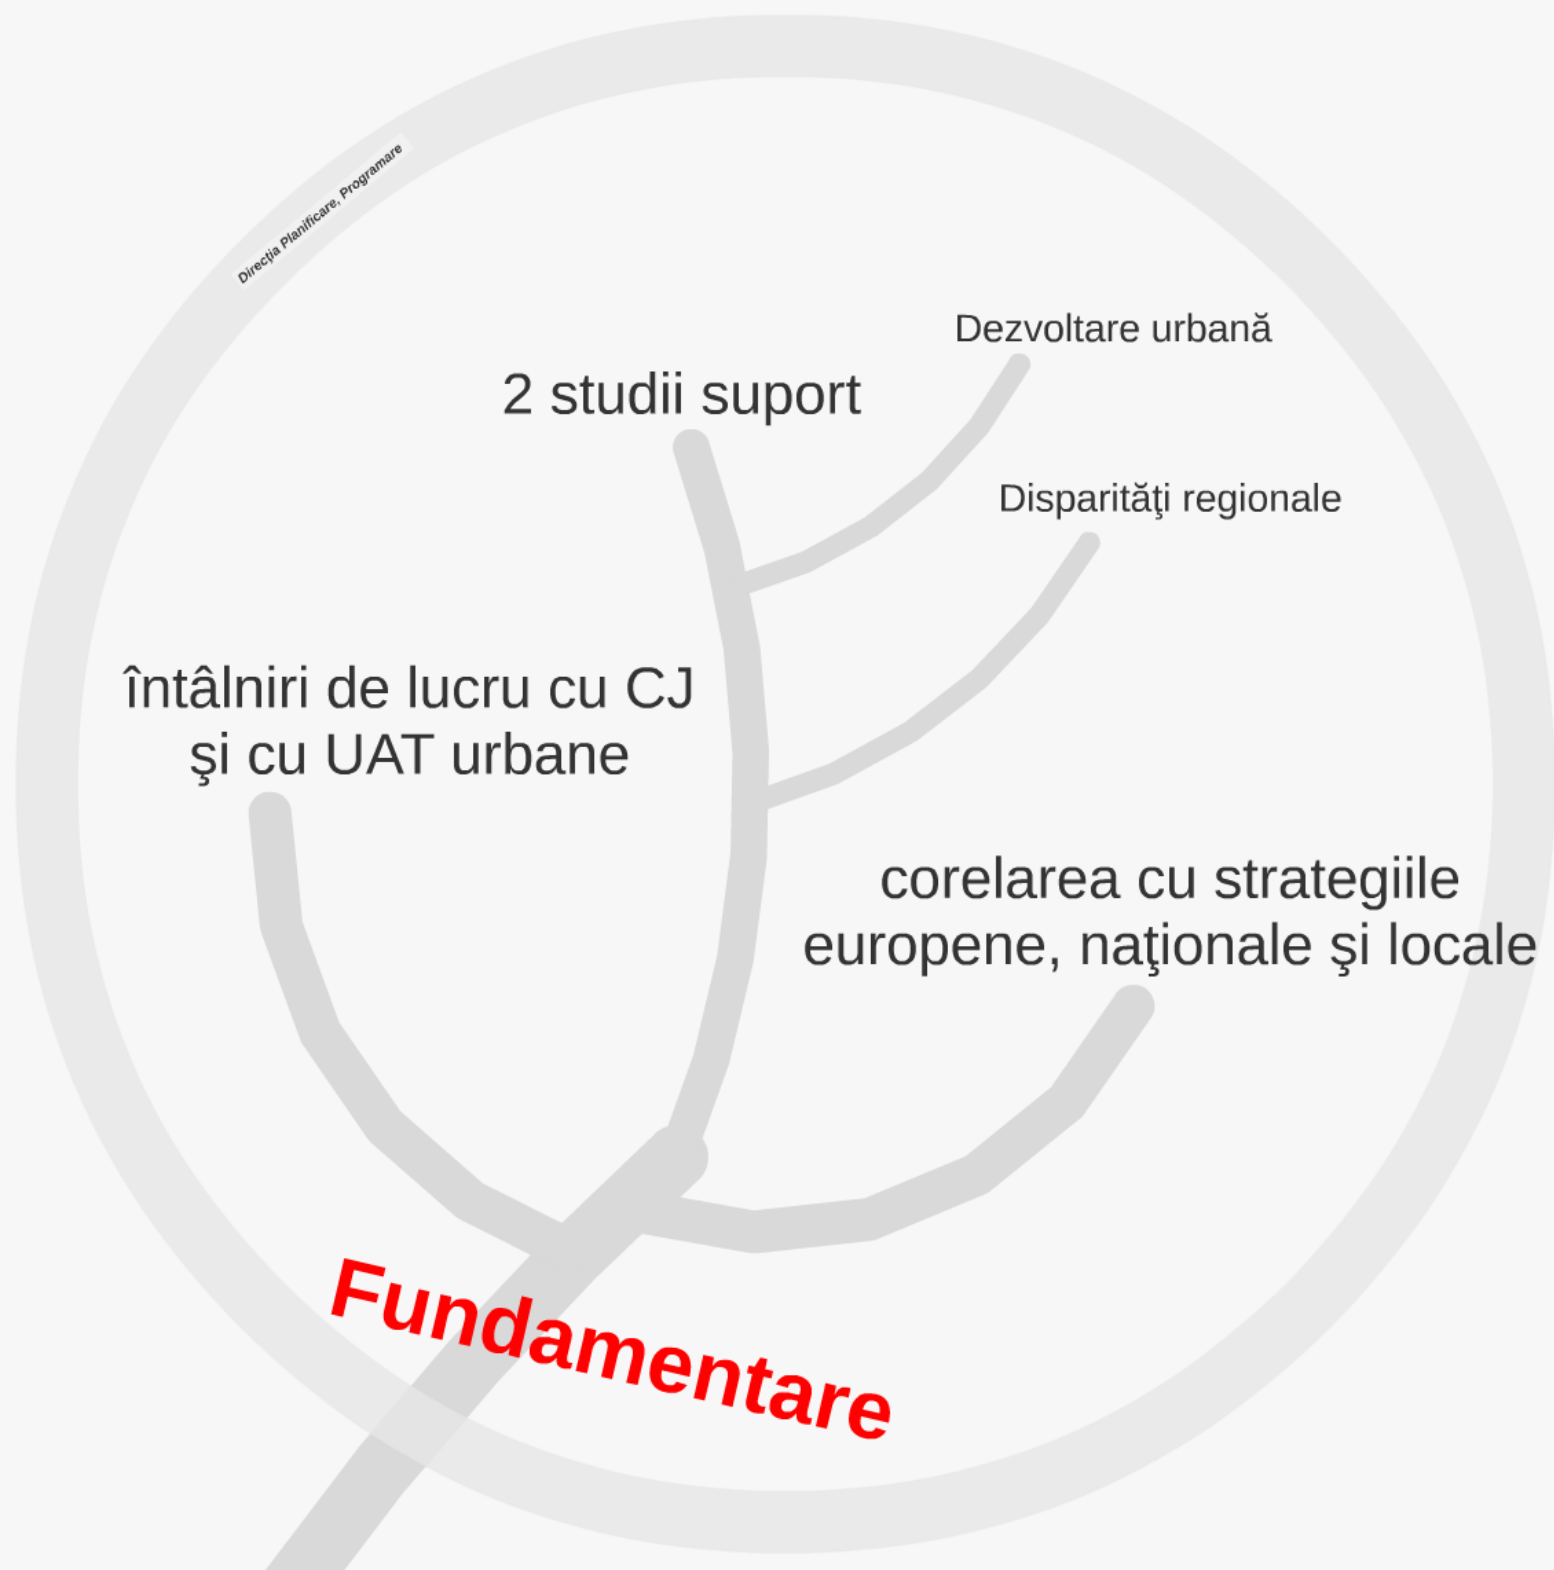 Direcția Planificare, Programare
Dezvoltare urbană
2 studii suport
Disparităţi regionale
întâlniri de lucru cu CJ
şi cu UAT urbane
corelarea cu strategiile
europene, naţionale şi locale
Fundamentare